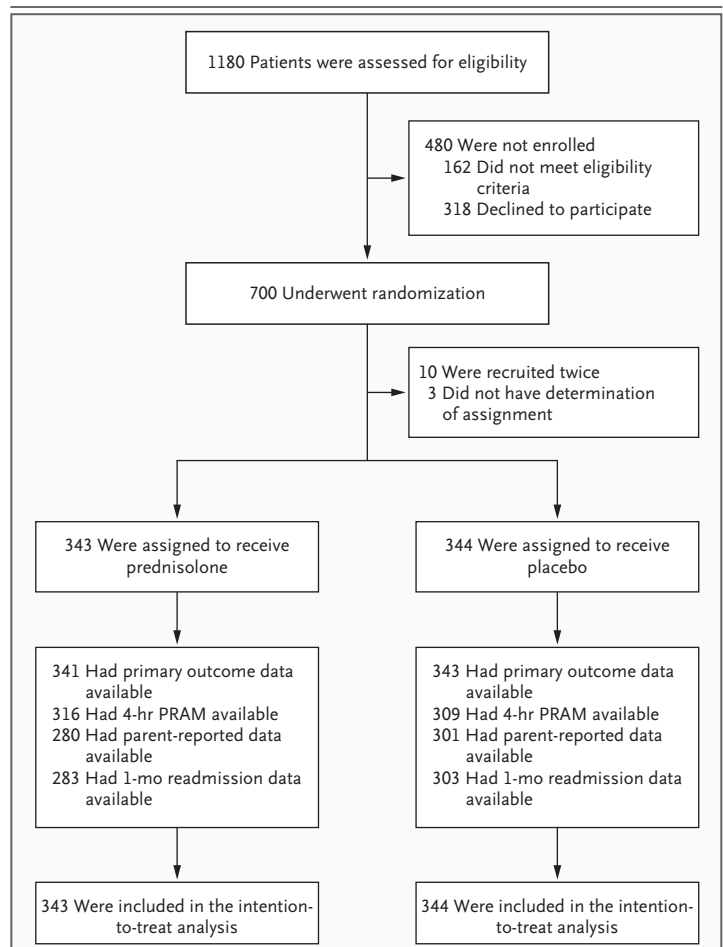 1180 Patients were assessed for eligibility
480 Were not enrolled
162 Did not meet eligibility
criteria
318 Declined to participate
700 Underwent randomization
10 Were recruited twice
3 Did not have determination
of assignment
343 Were assigned to receive
prednisolone
344 Were assigned to receive
placebo
341 Had primary outcome data
available
316 Had 4-hr PRAM available
280 Had parent-reported data
available
283 Had 1-mo readmission data
available
343 Had primary outcome data
available
309 Had 4-hr PRAM available
301 Had parent-reported data
available
303 Had 1-mo readmission data
available
343 Were included in the intention-
to-treat analysis
344 Were included in the intention-
to-treat analysis